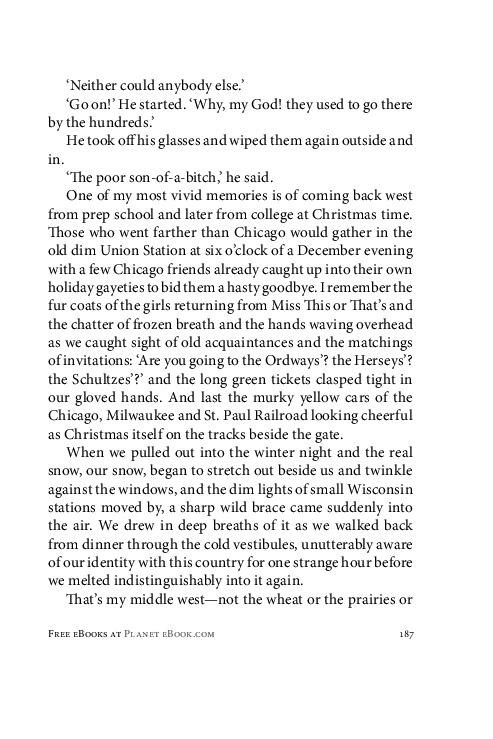 ‘Neither could anybody else.’
‘Go on!’ He started. ‘Why, my God! they used to go there
by the hundreds.’
He took off his glasses and wiped them again outside and
in.
‘The poor son-of-a-bitch,’ he said.
One of my most vivid memories is of coming back west
from prep school and later from college at Christmas time.
Those who went farther than Chicago would gather in the
old dim Union Station at six o’clock of a December evening
with a few Chicago friends already caught up into their own
holiday gayeties to bid them a hasty goodbye. I remember the
fur coats of the girls returning from Miss This or That’s and
the chatter of frozen breath and the hands waving overhead
as we caught sight of old acquaintances and the matchings
of invitations: ‘Are you going to the Ordways’? the Herseys’?
the Schultzes’?’ and the long green tickets clasped tight in
our gloved hands. And last the murky yellow cars of the
Chicago, Milwaukee and St. Paul Railroad looking cheerful
as Christmas itself on the tracks beside the gate.
When we pulled out into the winter night and the real
snow, our snow, began to stretch out beside us and twinkle
against the windows, and the dim lights of small Wisconsin
stations moved by, a sharp wild brace came suddenly into
the air. We drew in deep breaths of it as we walked back
from dinner through the cold vestibules, unutterably aware
of our identity with this country for one strange hour before
we melted indistinguishably into it again.
That’s my middle west—not the wheat or the prairies or
Free eBooks at Planet eBook.com 187